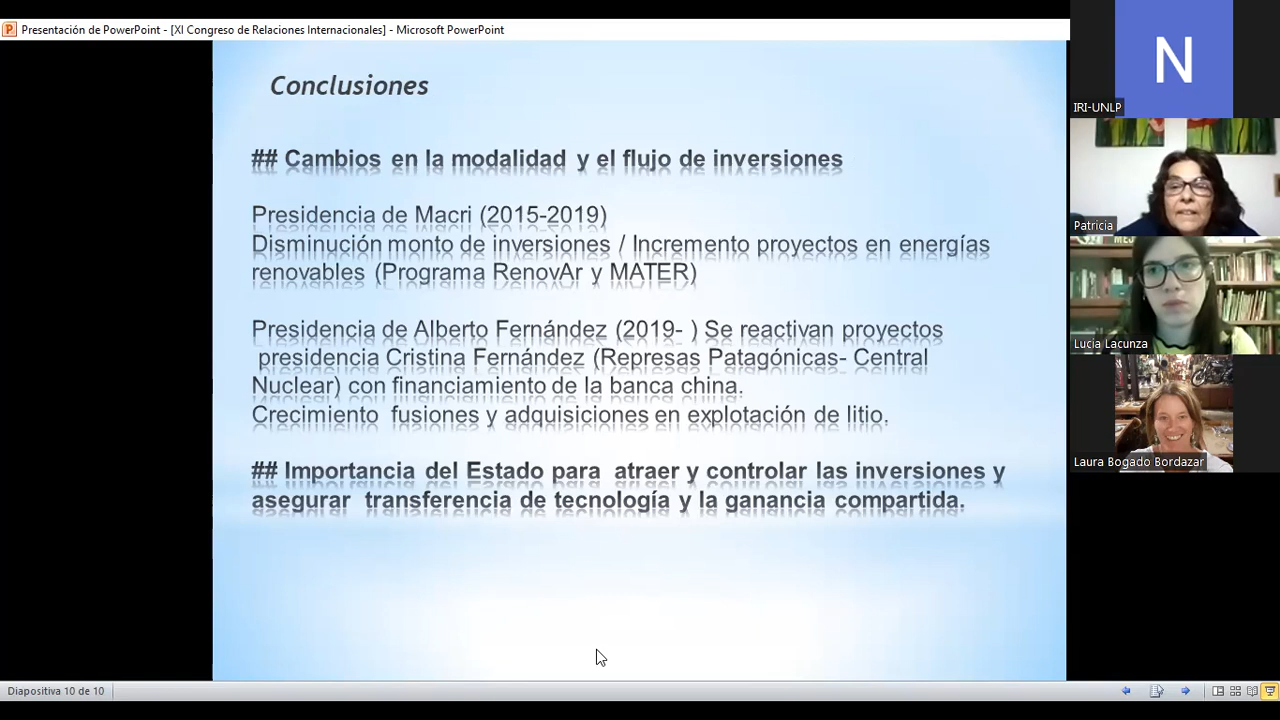 Presentación de PowerPoint - [XI Congreso de Relaciones Internacionales] - Microsoft PowerPoint
Conclusiones
## Cambios en la modalidad y el flujo de inversiones
Presidencia de Macri (2015-2019)
Disminución monto de inversiones / Incremento proyectos en energías
renovables (Programa RenovAr y MATER)
Presidencia de Alberto Fernández (2019- ) Se reactivan proyectos
presidencia Cristina Fernández (Represas Patagónicas- Central
Nuclear) con financiamiento de la banca china.
Crecimiento fusiones y adquisiciones en explotación de litio.
## Importancia del Estado para atraer y controlar las inversiones y
asegurar transferencia de tecnología y la ganancia compartida.
Diapositiva 10 de 10
N
IRI-UNLP
Patricia
Lucia Lacunza
Laura Bogado Bordazar